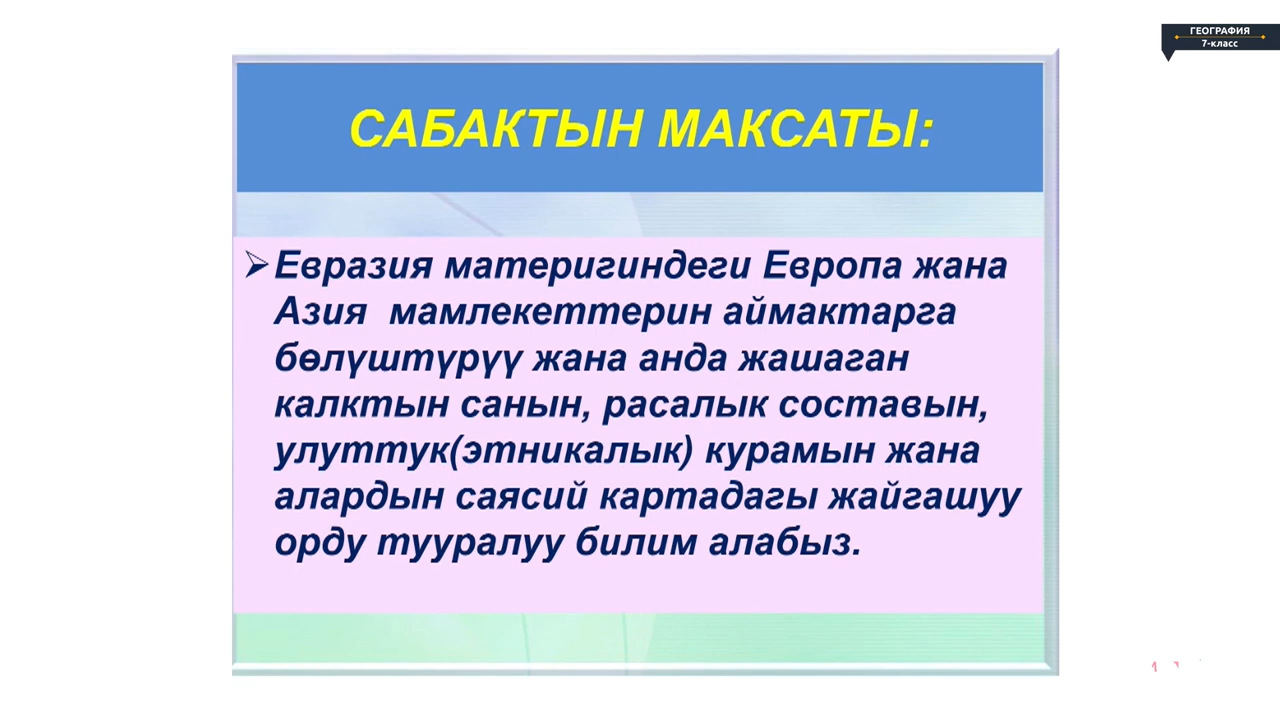 ГЕОГРАФИЯ
7-класс
САБАКТЫН МАКСАТЫ:
Евразия материгиндеги Европа жана
Азия мамлекеттерин аймактарга
бөлүштүрүү жана анда жашаган
калктын санын, расалык составын,
улуттук(этникалык) курамын жана
алардын саясий картадагы жайгашуу
орду тууралуу билим алабыз.